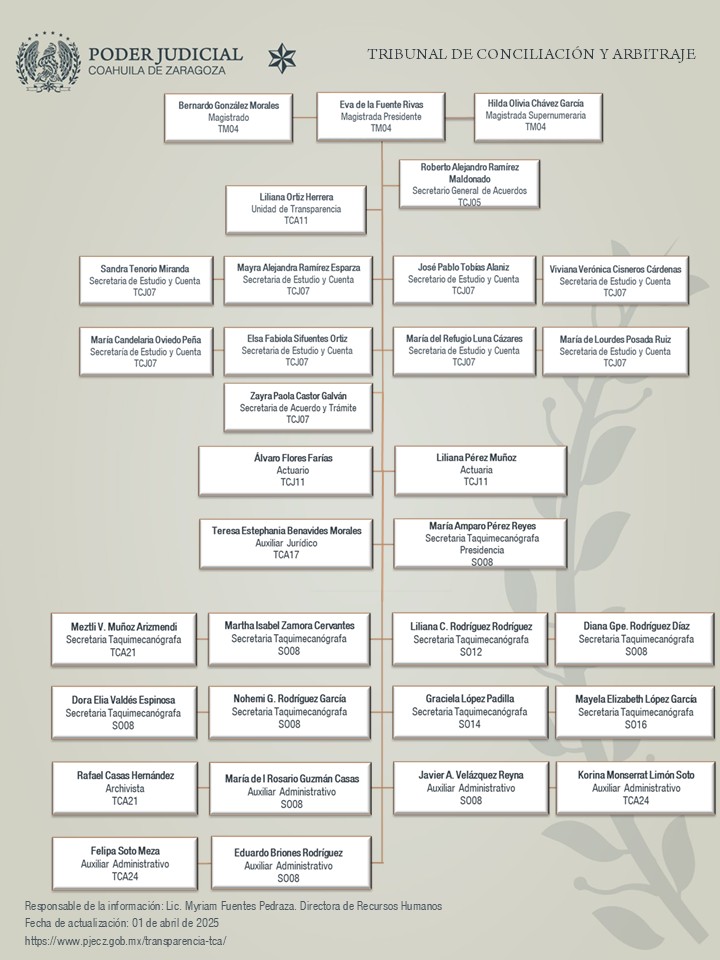 PODER JUDICIAL
COAHUILA DE ZARAGOZA
TRIBUNAL DE CONCILIACIÓN Y ARBITRAJE
Bernardo González Morales
Magistrado
TM04
Eva de la Fuente Rivas
Magistrada Presidente
TM04
Hilda Olivia Chávez García
Magistrada Supernumeraria
TM04
Roberto Alejandro Ramírez
Maldonado
Secretario General de Acuerdos
TCJ05
Liliana Ortiz Herrera
Unidad de Transparencia
TCA11
Sandra Tenorio Miranda
Secretaria de Estudio y Cuenta
TCJ07
Mayra Alejandra Ramírez Esparza
Secretaria de Estudio y Cuenta
TCJ07
José Pablo Tobías Alaniz
Secretario de Estudio y Cuenta
TCJ07
Viviana Verónica Cisneros Cárdenas
Secretaria de Estudio y Cuenta
TCJ07
María Candelaria Oviedo Peña
Secretaría de Estudio y Cuenta
TCJ07
Elsa Fabiola Sifuentes Ortiz
Secretaria de Estudio y Cuenta
TCJ07
María del Refugio Luna Cázares
Secretaria de Estudio y Cuenta
TCJ07
María de Lourdes Posada Ruiz
Secretaria de Estudio y Cuenta
TCJ07
Zayra Paola Castor Galván
Secretaria de Acuerdo y Trámite
TCJ07
Álvaro Flores Farías
Actuario
TCJ11
Liliana Pérez Muñoz
Actuaria
TCJ11
Teresa Estephania Benavides Morales
Auxiliar Jurídico
TCA17
María Amparo Pérez Reyes
Secretaria Taquimecanógrafa
Presidencia
SO08
Meztli V. Muñoz Arizmendi
Secretaria Taquimecanógrafa
TCA21
Martha Isabel Zamora Cervantes
Secretaria Taquimecanógrafa
SO08
Liliana C. Rodríguez Rodríguez
Secretaria Taquimecanógrafa
SO12
Diana Gpe. Rodríguez Díaz
Secretaria Taquimecanógrafa
SO08
Dora Elia Valdés Espinosa
Secretaria Taquimecanógrafa
SO08
Nohemi G. Rodríguez García
Secretaria Taquimecanógrafa
SO08
Graciela López Padilla
Secretaria Taquimecanógrafa
SO14
Mayela Elizabeth López García
Secretaria Taquimecanógrafa
SO16
Rafael Casas Hernández
Archivista
TCA21
María de l Rosario Guzmán Casas
Auxiliar Administrativo
SO08
Javier A. Velázquez Reyna
Auxiliar Administrativo
SO08
Korina Monserrat Limón Soto
Auxiliar Administrativo
TCA24
Felipa Soto Meza
Auxiliar Administrativo
TCA24
Eduardo Briones Rodríguez
Auxiliar Administrativo
SO08
Responsable de la información: Lic. Myriam Fuentes Pedraza. Directora de Recursos Humanos
Fecha de actualización: 01 de abril de 2025
https://www.pjecz.gob.mx/transparencia-tca/